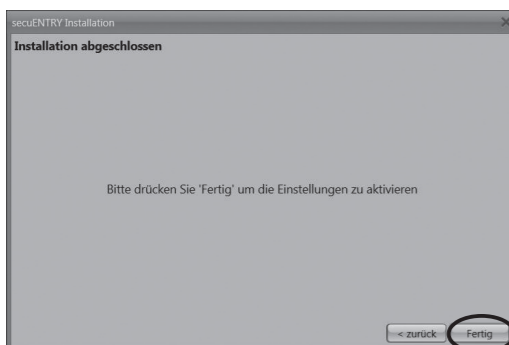 secuENTRY Installation
Installation abgeschlossen
Bitte drücken Sie 'Fertig' um die Einstellungen zu aktivieren
< zurück Fertig